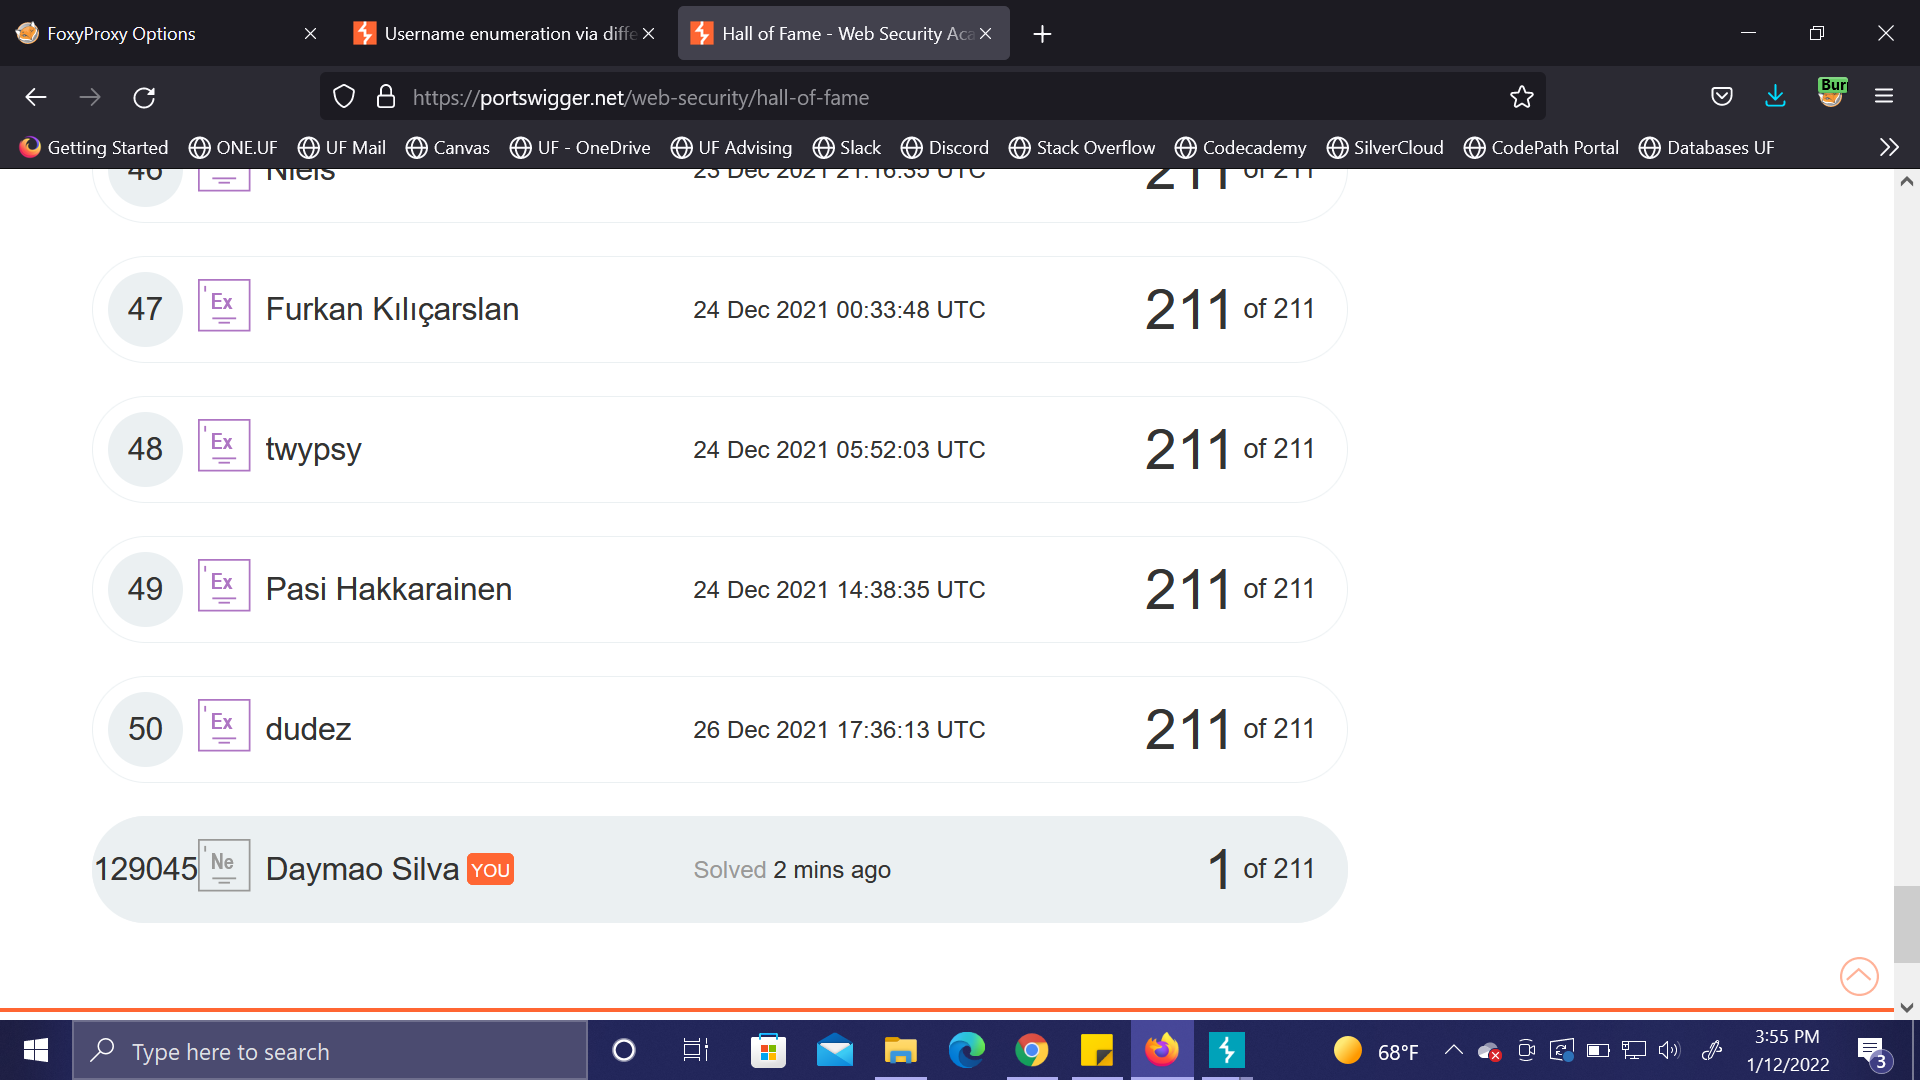 FoxyProxy Options
Username enumeration via diffe
Hall of Fame - Web Security Aca
https://portswigger.net/web-security/hall-of-fame
Bur
Getting Started ONE.UF UF Mail Canvas UF - OneDrive UF Advising Slack Discord Stack Overflow Codecademy SilverCloud CodePath Portal Databases UF
46 Niels 23 Dec 2021 21:16:35 UTC 211 of 211
47 Ex Furkan Kılıçarslan 24 Dec 2021 00:33:48 UTC 211 of 211
48 Ex twypsy 24 Dec 2021 05:52:03 UTC 211 of 211
49 Ex Pasi Hakkarainen 24 Dec 2021 14:38:35 UTC 211 of 211
50 Ex dudez 26 Dec 2021 17:36:13 UTC 211 of 211
129045 Ne Daymao Silva YOU Solved 2 mins ago 1 of 211
Type here to search
68°F
3:55 PM
1/12/2022
3